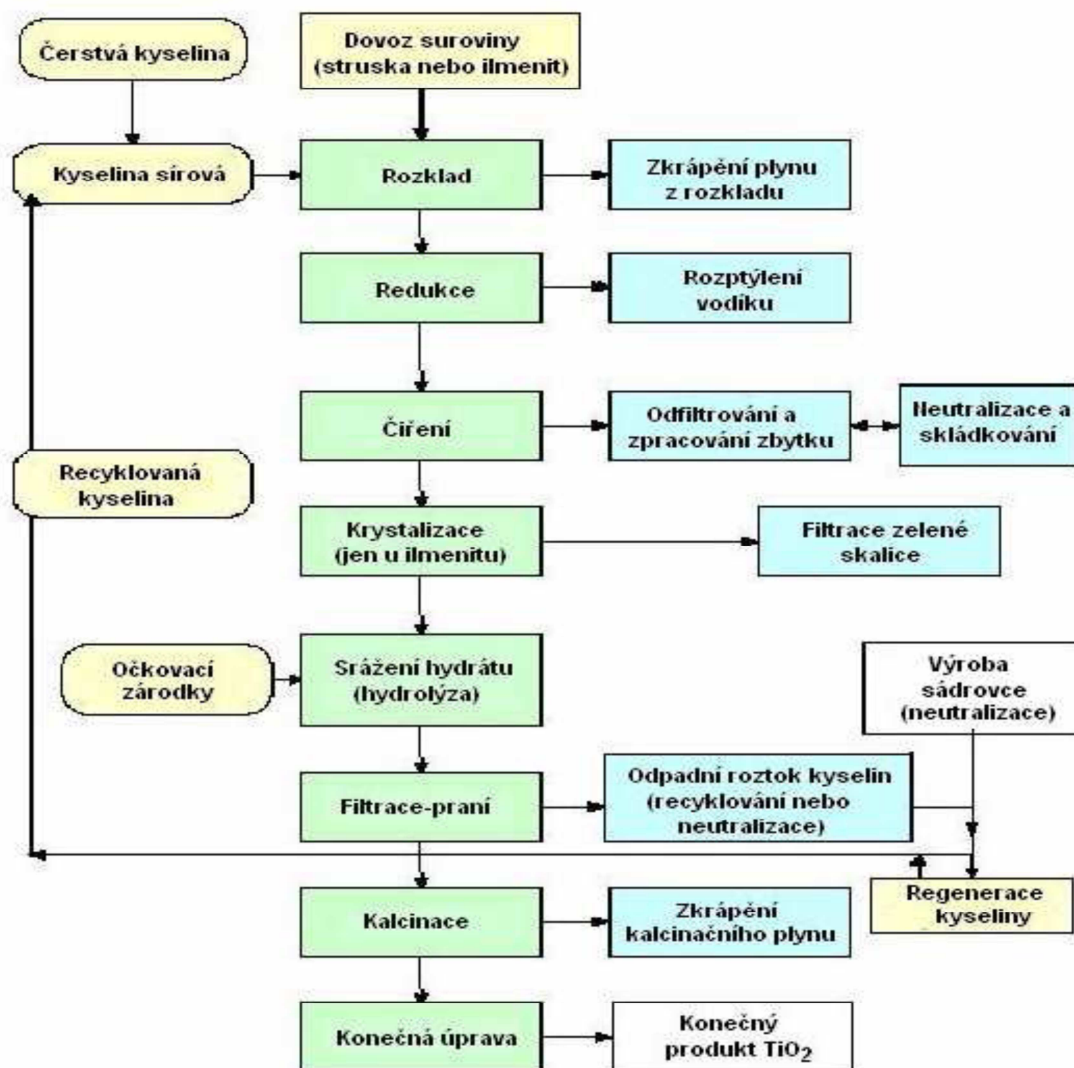 Čerstvá kyselina
Dovoz suroviny
(struska nebo ilmenit)
Kyselina sírová
Rozklad
Zkrápění plynu
z rozkladu
Redukce
Rozptýlení
vodíku
Čiření
Odfiltrování a
zpracování zbytku
Neutralizace a
skládkování
Recyklovaná
kyselina
Krystalizace
(jen u ilmenitu)
Filtrace zelené
skalice
Očkovací
zárodky
Srážení hydrátu
(hydrolýza)
Výroba
sádrovce
(neutralizace)
Filtrace-praní
Odpadní roztok kyselin
(recyklování nebo
neutralizace)
Regenerace
kyseliny
Kalcinace
Zkrápění
kalcinačního plynu
Konečná úprava
Konečný
produkt TiO₂